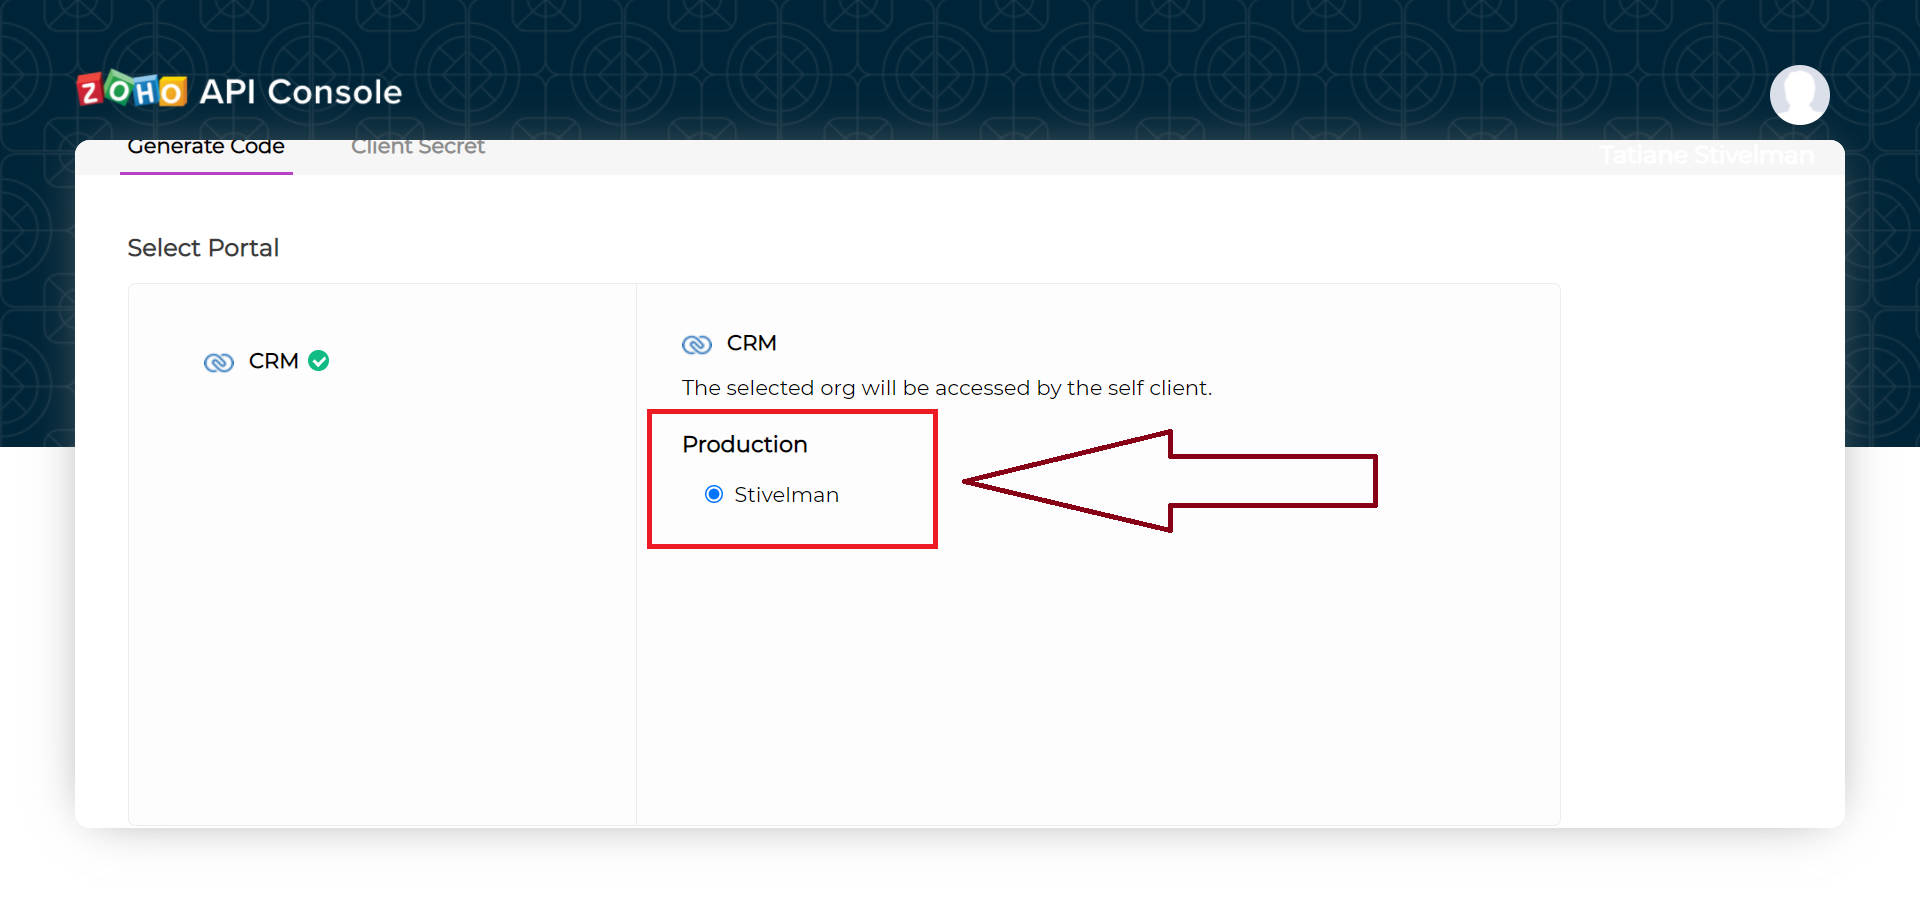 ZOHO API Console
Generate Code Client Secret
Tatiane Stivelman
Select Portal
CRM
CRM
The selected org will be accessed by the self client.
Production
Stivelman